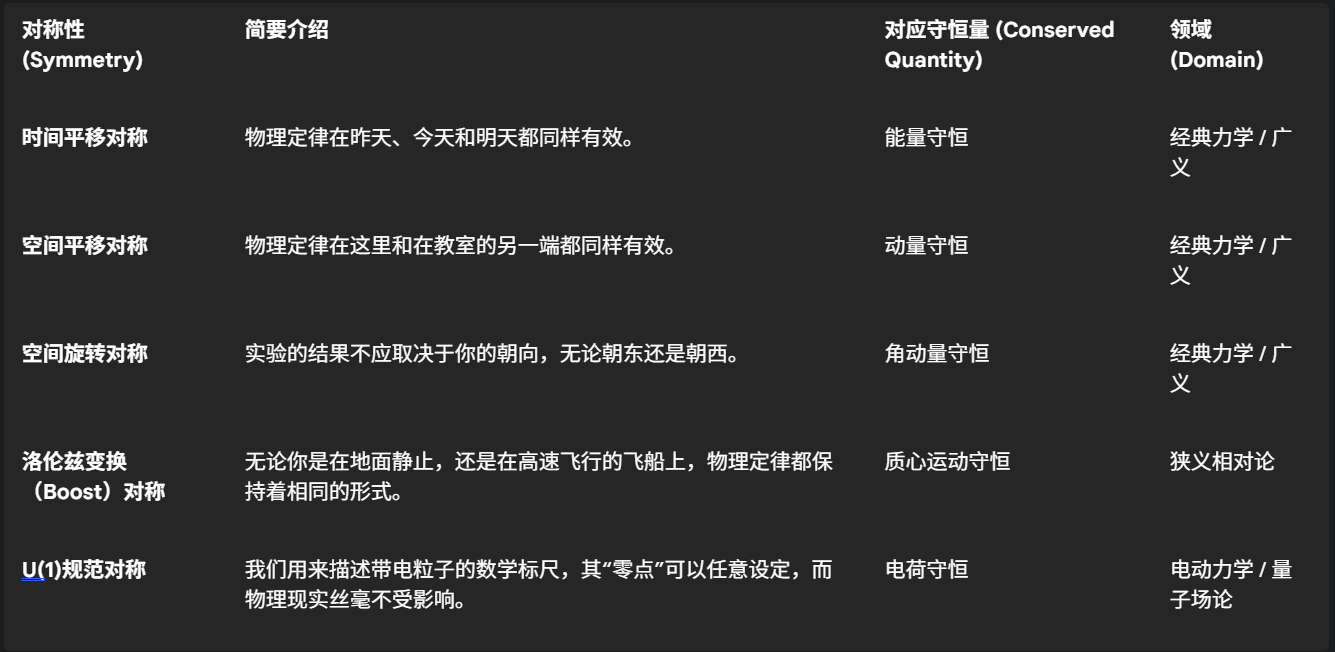 对称性 (Symmetry)
简要介绍
对应守恒量 (Conserved Quantity)
领域 (Domain)
时间平移对称
物理定律在昨天、今天和明天都同样有效。
能量守恒
经典力学 / 广义
空间平移对称
物理定律在这里和在教室的另一端都同样有效。
动量守恒
经典力学 / 广义
空间旋转对称
实验的结果不应取决于你的朝向，无论朝东还是朝西。
角动量守恒
经典力学 / 广义
洛伦兹变换（Boost）对称
无论你是在地面静止，还是在高速飞行的飞船上，物理定律都保
持着相同的形式。
质心运动守恒
狭义相对论
U(1)规范对称
我们用来描述带电粒子的数学标尺，其“零点”可以任意设定，而
物理现实丝毫不受影响。
电荷守恒
电动力学 / 量子场论